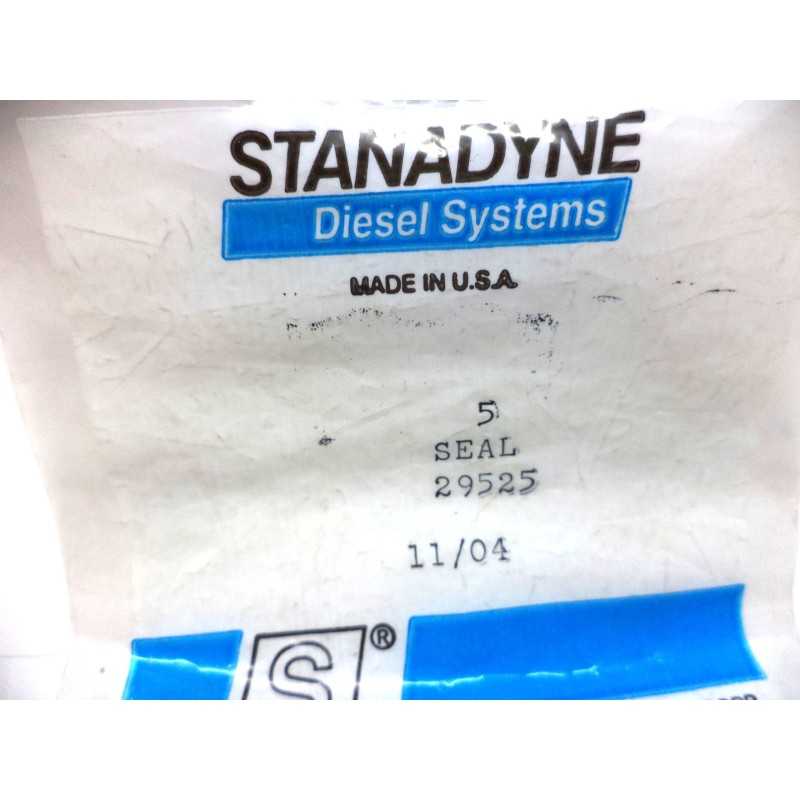 STANADYNE
Diesel Systems
MADE IN U.S.A.
5
SEAL
29525
11/04
S®